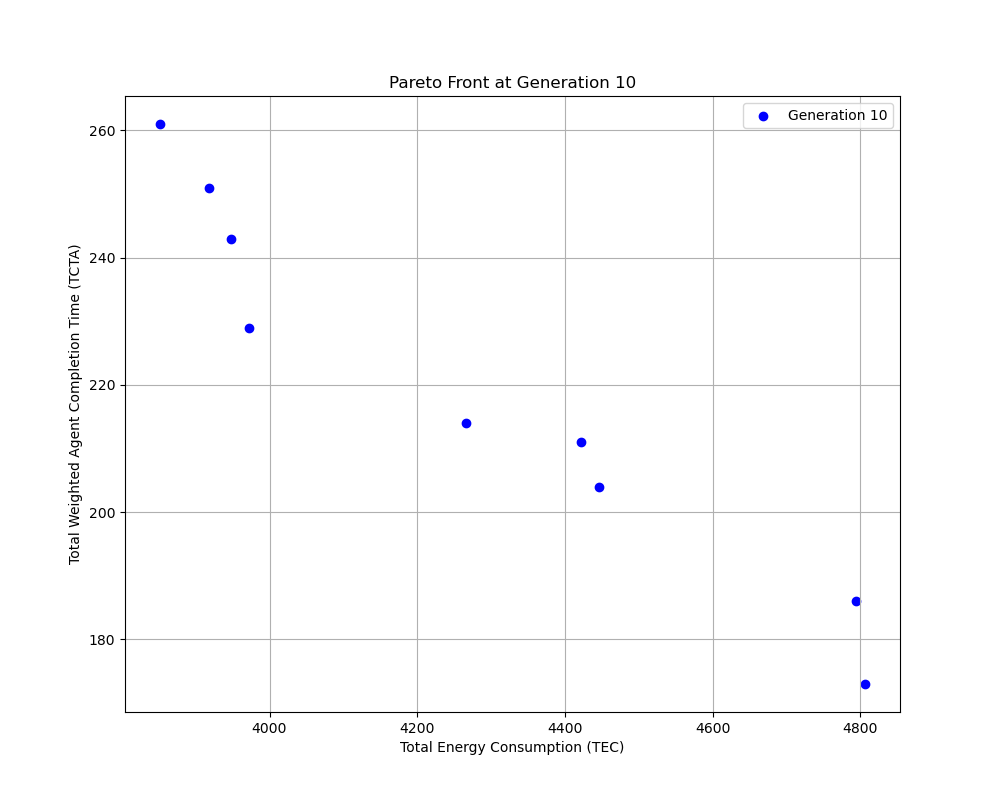 Pareto Front at Generation 10
Generation 10
Total Weighted Agent Completion Time (TCTA)
260
240
220
200
180
4000 4200 4400 4600 4800
Total Energy Consumption (TEC)